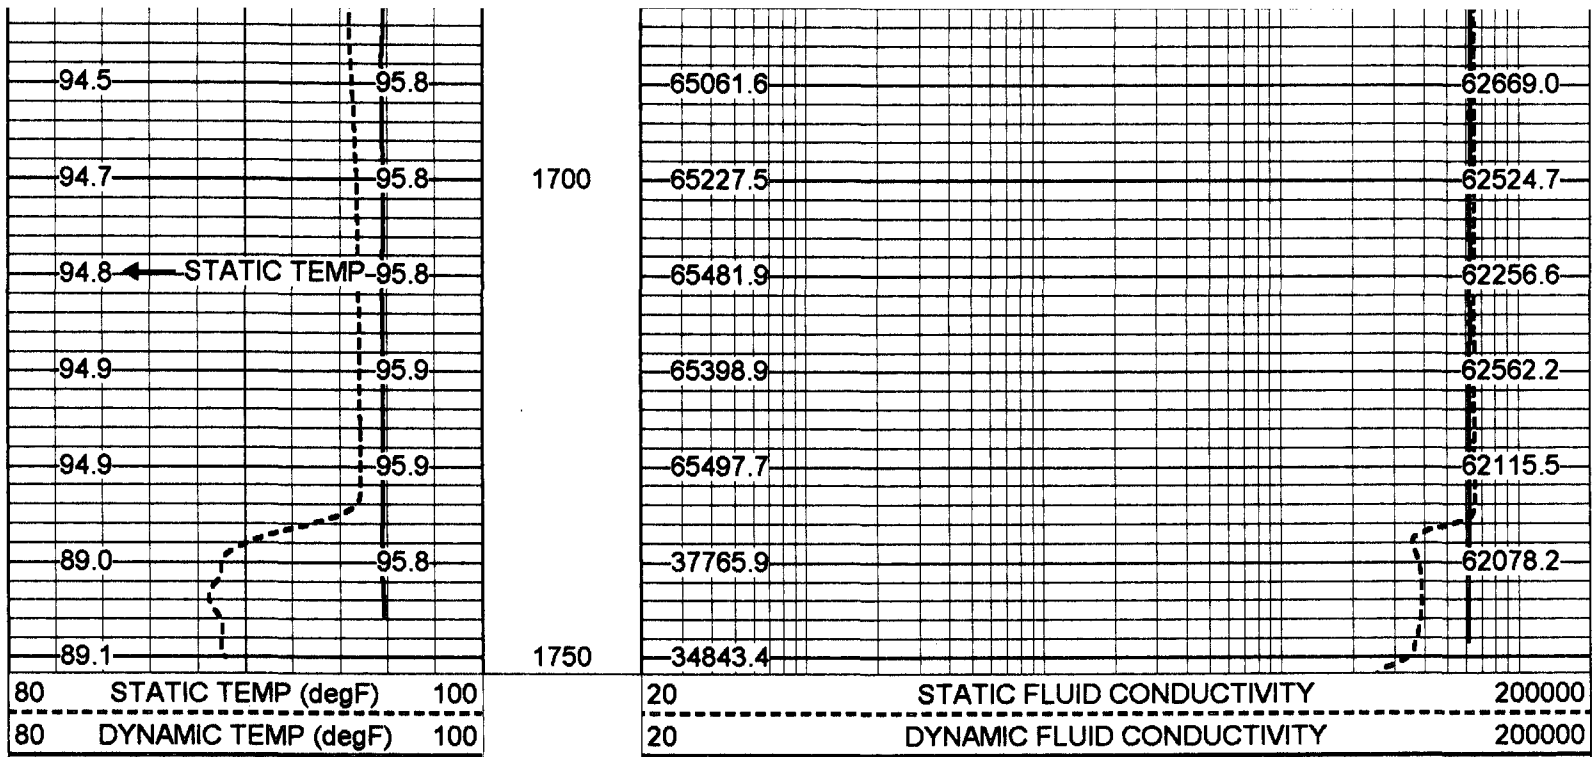 94.5 95.8 65061.6 62669.0
94.7 95.8 1700 65227.5 62524.7
94.8 STATIC TEMP 95.8 65481.9 62256.6
94.9 95.9 65398.9 62562.2
94.9 95.9 65497.7 62115.5
89.0 95.8 37765.9 62078.2
89.1 1750 34843.4
80 STATIC TEMP (degF) 100 20 STATIC FLUID CONDUCTIVITY 200000
80 DYNAMIC TEMP (degF) 100 20 DYNAMIC FLUID CONDUCTIVITY 200000